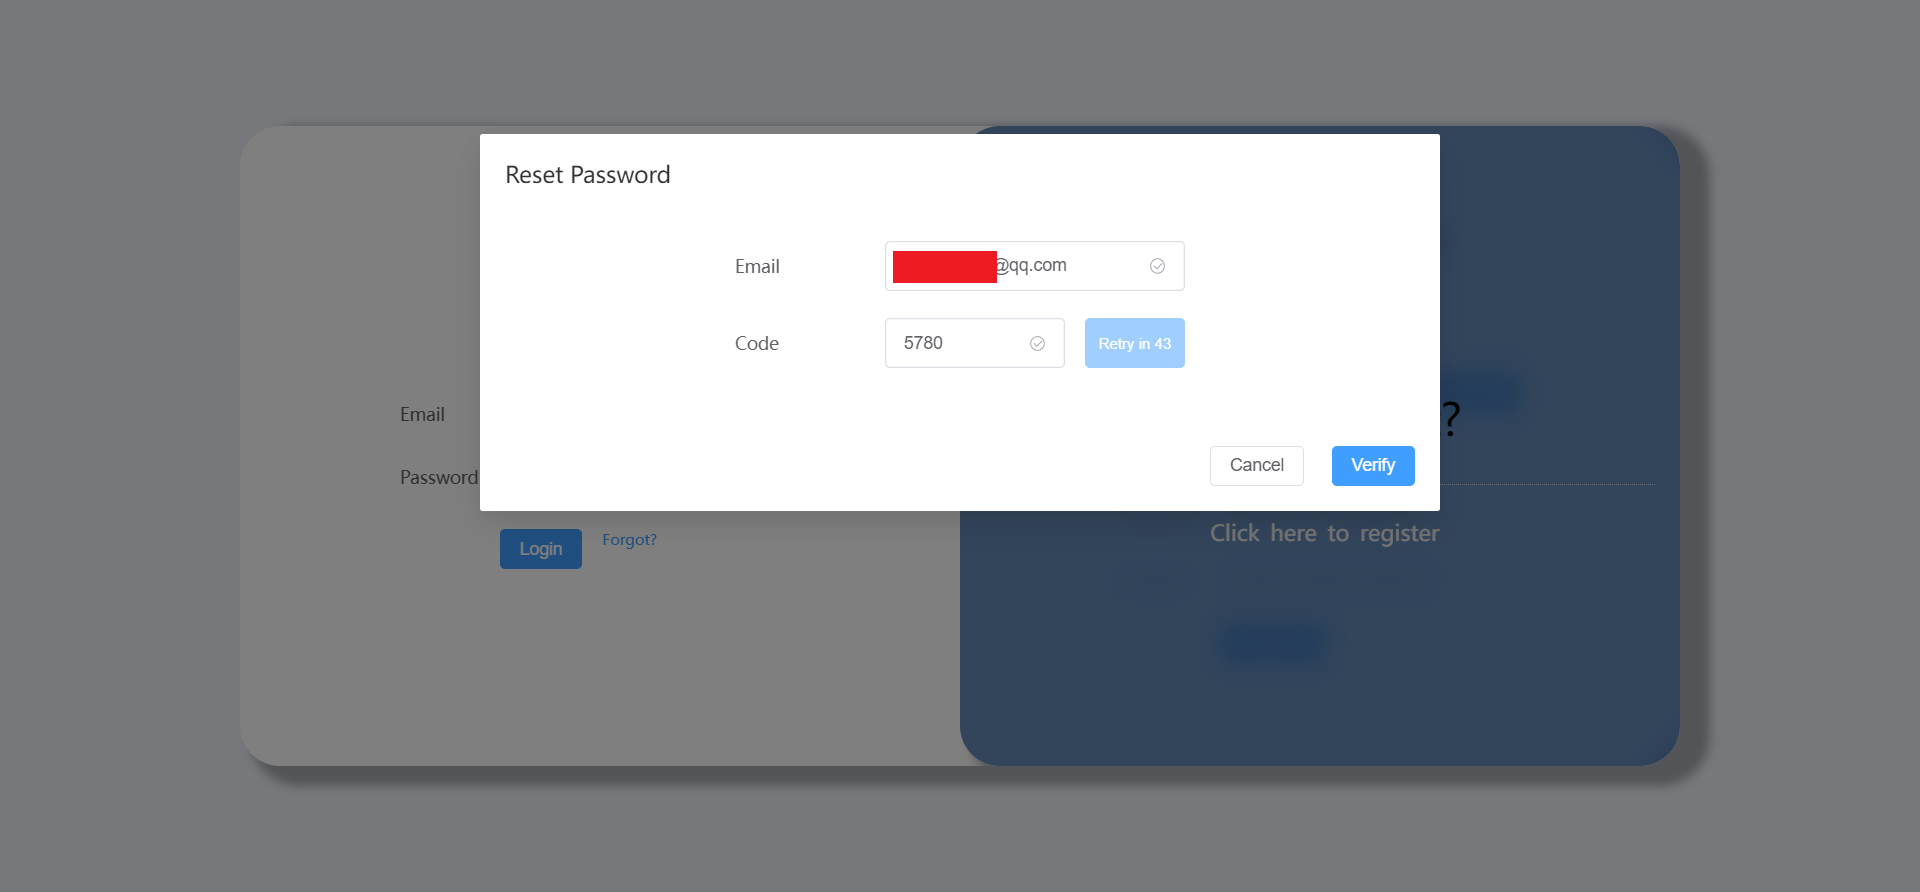 Reset Password
Email @qq.com
Code 5780 Retry in 43
Cancel Verify
Email
Password
Login Forgot?
?
Click here to register